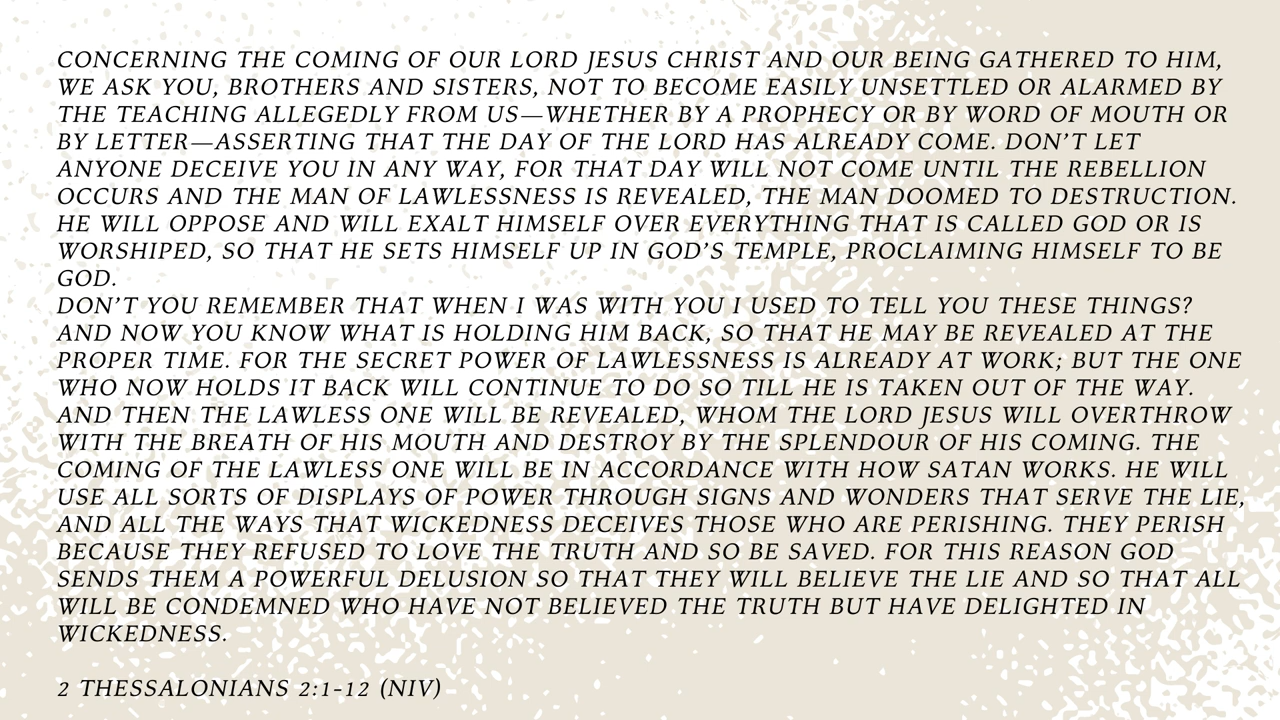 CONCERNING THE COMING OF OUR LORD JESUS CHRIST AND OUR BEING GATHERED TO HIM,
WE ASK YOU, BROTHERS AND SISTERS, NOT TO BECOME EASILY UNSETTLED OR ALARMED BY
THE TEACHING ALLEGEDLY FROM US—WHETHER BY A PROPHECY OR BY WORD OF MOUTH OR
BY LETTER—ASSERTING THAT THE DAY OF THE LORD HAS ALREADY COME. DON’T LET
ANYONE DECEIVE YOU IN ANY WAY, FOR THAT DAY WILL NOT COME UNTIL THE REBELLION
OCCURS AND THE MAN OF LAWLESSNESS IS REVEALED, THE MAN DOOMED TO DESTRUCTION.
HE WILL OPPOSE AND WILL EXALT HIMSELF OVER EVERYTHING THAT IS CALLED GOD OR IS
WORSHIPED, SO THAT HE SETS HIMSELF UP IN GOD’S TEMPLE, PROCLAIMING HIMSELF TO BE
GOD.
DON’T YOU REMEMBER THAT WHEN I WAS WITH YOU I USED TO TELL YOU THESE THINGS?
AND NOW YOU KNOW WHAT IS HOLDING HIM BACK, SO THAT HE MAY BE REVEALED AT THE
PROPER TIME. FOR THE SECRET POWER OF LAWLESSNESS IS ALREADY AT WORK; BUT THE ONE
WHO NOW HOLDS IT BACK WILL CONTINUE TO DO SO TILL HE IS TAKEN OUT OF THE WAY.
AND THEN THE LAWLESS ONE WILL BE REVEALED, WHOM THE LORD JESUS WILL OVERTHROW
WITH THE BREATH OF HIS MOUTH AND DESTROY BY THE SPLENDOUR OF HIS COMING. THE
COMING OF THE LAWLESS ONE WILL BE IN ACCORDANCE WITH HOW SATAN WORKS. HE WILL
USE ALL SORTS OF DISPLAYS OF POWER THROUGH SIGNS AND WONDERS THAT SERVE THE LIE,
AND ALL THE WAYS THAT WICKEDNESS DECEIVES THOSE WHO ARE PERISHING. THEY PERISH
BECAUSE THEY REFUSED TO LOVE THE TRUTH AND SO BE SAVED. FOR THIS REASON GOD
SENDS THEM A POWERFUL DELUSION SO THAT THEY WILL BELIEVE THE LIE AND SO THAT ALL
WILL BE CONDEMNED WHO HAVE NOT BELIEVED THE TRUTH BUT HAVE DELIGHTED IN
WICKEDNESS.
2 THESSALONIANS 2:1-12 (NIV)